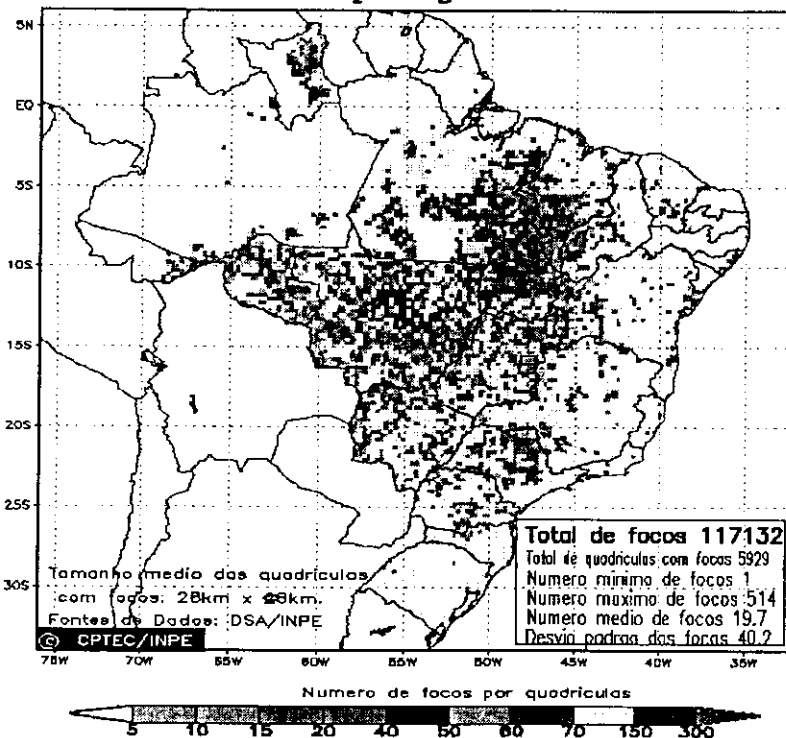 5N
EQ
5S
10S
15S
20S
25S
30S
Total de focos 117132
Total de quadriculas com focos 5929
Numero minimo de focos 1
Numero maximo de focos 514
Numero medio de focos 19.7
Desvio padrao dos focos 40.2
Tamanho medio das quadriculas
com fogos: 28km x 28km.
Fontes de Dados: DSA/INPE
© CPTEC/INPE
75W 70W 65W 60W 55W 50W 45W 40W 35W
Numero de focos por quadriculas
5 10 15 20 40 50 60 70 150 300